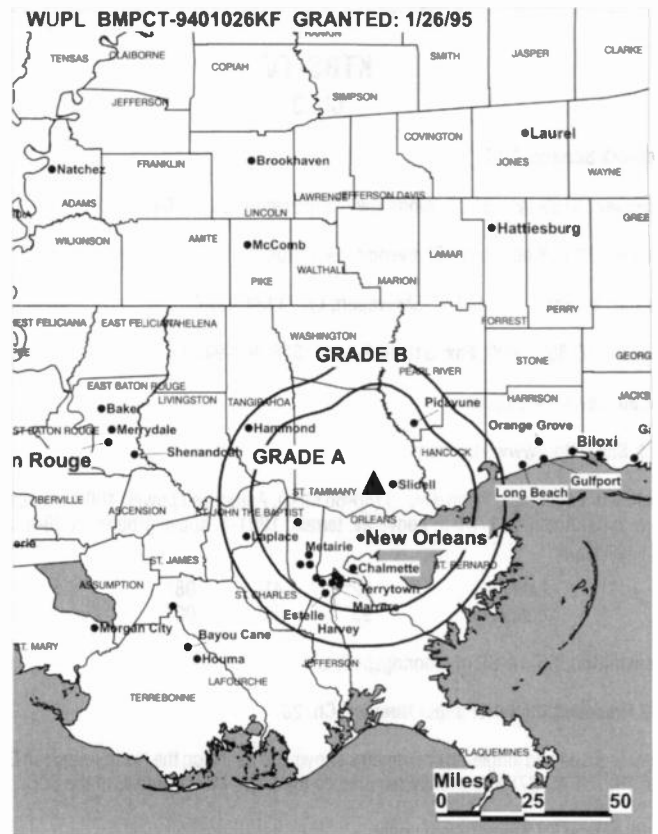 WUPL BMPCT-9401026KF GRANTED: 1/26/95
TENSAS
CLAIBORNE
COPIAH
SMITH
JASPER
CLARKE
JEFFERSON
SIMPSON
COVINGTON
Laurel
Natchez
FRANKLIN
Brookhaven
JONES
WAYNE
ADAMS
LINCOLN
LAWRENCE
JEFFERSON DAVIS
WILKINSON
AMITE
McComb
Hattiesburg
LAMAR
PIKE
WALTHALL
MARION
PERRY
FORREST
EAST FELICIANA
WASHINGTON
GRADE B
PEARL RIVER
STONE
EAST BATON ROUGE
LIVINGSTON
TANGIPAHOA
HARRISON
Bake
Hammond
Picayune
Merrydale
Orange Grove
Shenandoah
HANCOCK
Biloxi
n Rouge
GRADE A
ST. TAMMANY
Slidell
Gulfport
Long Beach
IBERVILLE
ASCENSION
ST. JOHN THE BAPTIST
ORLEANS
New Orleans
Laplace
Metairie
ST. JAMES
ST. BERNARD
Chalmette
ASSUMPTION
ST. CHARLES
Terrytown
Estelle
Marrero
Harvey
ST. MARY
Morgan City
Bayou Cane
Houma
JEFFERSON
LAFOURCHE
TERREBONNE
PLAQUEMINES
Miles
0 25 50